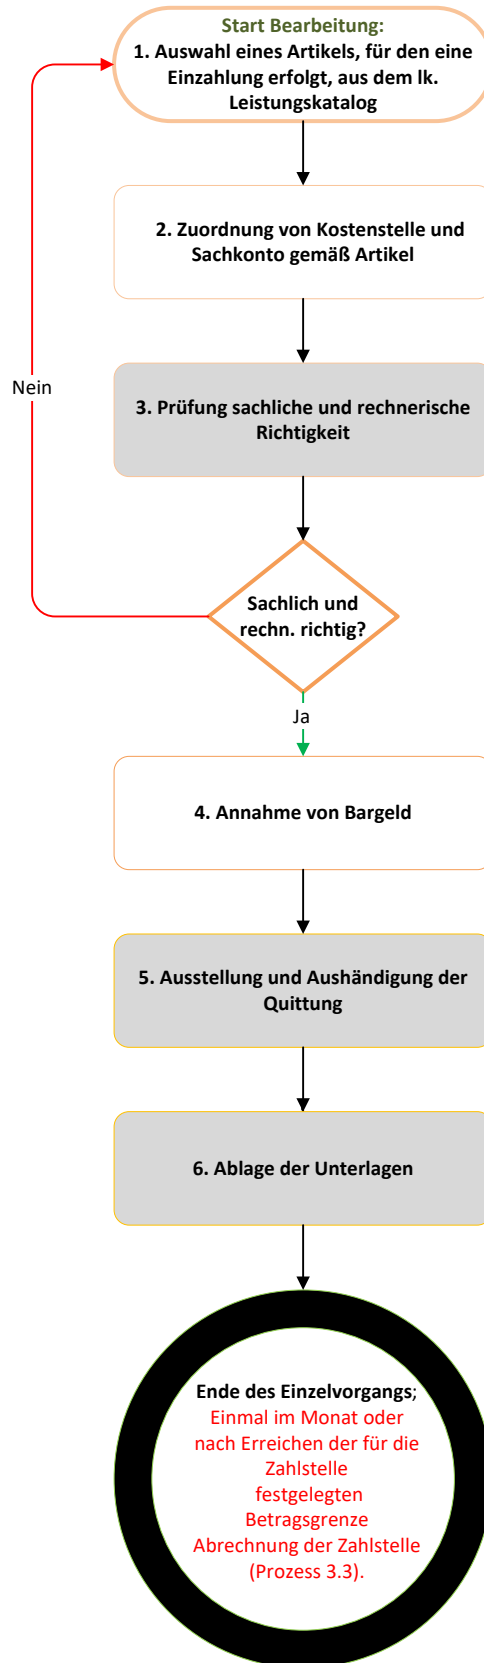 Start Bearbeitung:
1. Auswahl eines Artikels, für den eine
Einzahlung erfolgt, aus dem lk.
Leistungskatalog
2. Zuordnung von Kostenstelle und
Sachkonto gemäß Artikel
Nein
3. Prüfung sachliche und rechnerische
Richtigkeit
Sachlich und
rechn. richtig?
Ja
4. Annahme von Bargeld
5. Ausstellung und Aushändigung der
Quittung
6. Ablage der Unterlagen
Ende des Einzelvorgangs;
Einmal im Monat oder
nach Erreichen der für die
Zahlstelle
festgelegten
Betragsgrenze
Abrechnung der Zahlstelle
(Prozess 3.3).